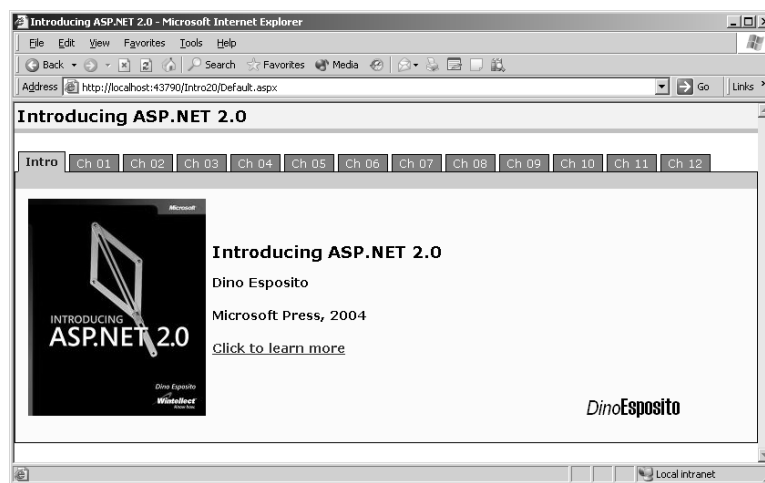 Introducing ASP.NET 2.0 - Microsoft Internet Explorer
File Edit View Favorites Tools Help
Back Search Favorites Media
Address http://localhost:43790/Intro20/Default.aspx Go Links
Introducing ASP.NET 2.0
Intro Ch 01 Ch 02 Ch 03 Ch 04 Ch 05 Ch 06 Ch 07 Ch 08 Ch 09 Ch 10 Ch 11 Ch 12
Microsoft
INTRODUCING
ASP.NET 2.0
Dino Esposito
Wintellect
Know how.
Introducing ASP.NET 2.0
Dino Esposito
Microsoft Press, 2004
Click to learn more
DinoEsposito
Local intranet